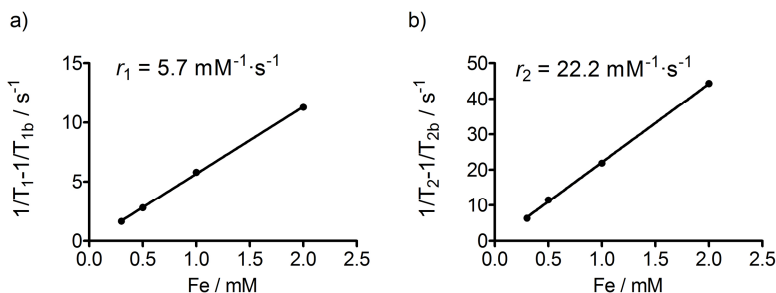 a)
r₁ = 5.7 mM⁻¹·s⁻¹
1/T₁-1/T₁b / s⁻¹
15
10
5
0
0.0 0.5 1.0 1.5 2.0 2.5
Fe / mM
b)
r₂ = 22.2 mM⁻¹·s⁻¹
1/T₂-1/T₂b / s⁻¹
50
40
30
20
10
0
0.0 0.5 1.0 1.5 2.0 2.5
Fe / mM